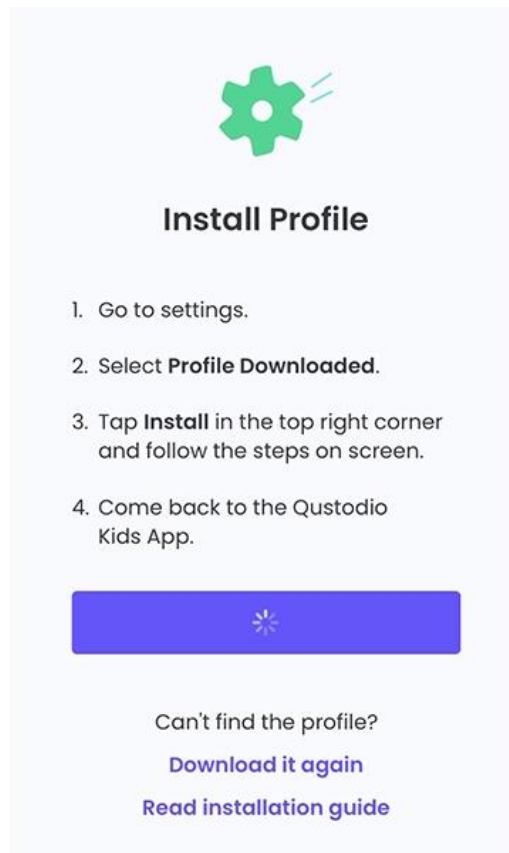 Install Profile
1. Go to settings.
2. Select Profile Downloaded.
3. Tap Install in the top right corner
and follow the steps on screen.
4. Come back to the Qustodio
Kids App.
Can't find the profile?
Download it again
Read installation guide